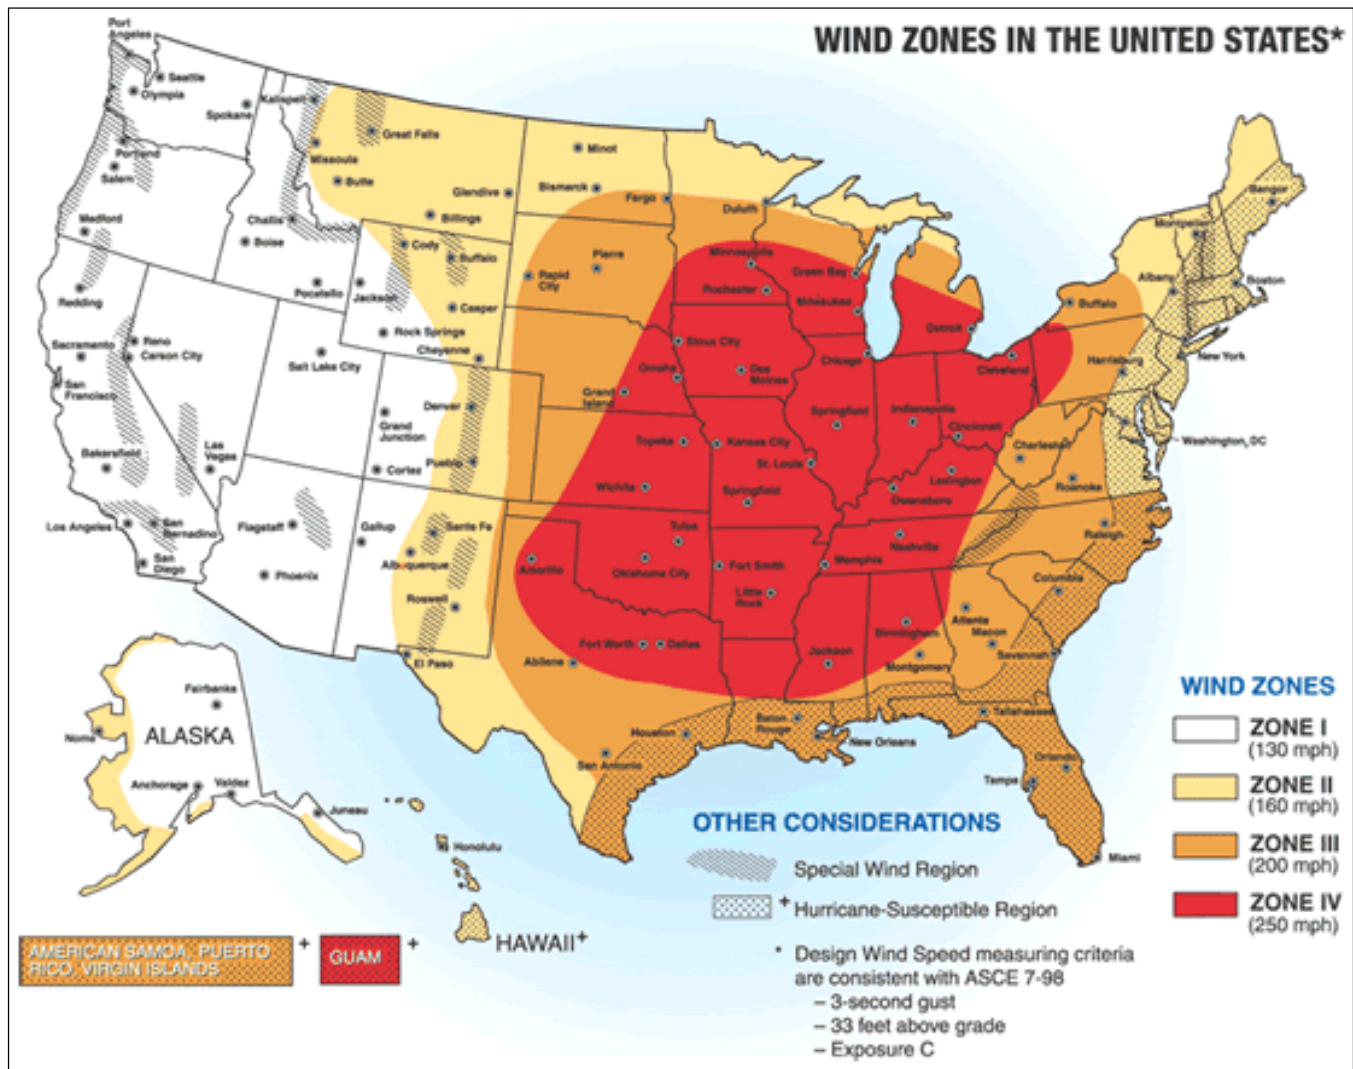 WIND ZONES IN THE UNITED STATES*
Port
Angeles
Seattle
Olympia
Spokane
Kalispell
Great Falls
Missoula
Butte
Glendive
Billings
Minot
Bismarck
Fargo
Duluth
Portland
Salem
Medford
Challis
Boise
Pocatello
Jackson
Cody
Buffalo
Casper
Rock Springs
Cheyenne
Rapid
City
Pierre
Minneapolis
Rochester
Green Bay
Milwaukee
Detroit
Buffalo
Albany
Montpelier
Bangor
Boston
New York
Harrisburg
Washington, DC
Redding
Sacramento
San
Francisco
Reno
Carson City
Salt Lake City
Grand
Junction
Cortez
Denver
Pueblo
Grand
Island
Omaha
Sioux City
Des
Moines
Chicago
Cleveland
Springfield
Indianapolis
Cincinnati
Charleston
Roanoke
Raleigh
Bakersfield
Las
Vegas
Los Angeles
San
Bernadino
San
Diego
Flagstaff
Phoenix
Gallup
Sante Fe
Albuquerque
Roswell
El Paso
Topeka
Kansas City
St. Louis
Wichita
Springfield
Lexington
Owensboro
Nashville
Memphis
Tulsa
Oklahoma City
Amarillo
Fort Smith
Little
Rock
Fort Worth
Dallas
Abilene
Jackson
Birmingham
Montgomery
Atlanta
Macon
Columbia
Savannah
Tallahassee
Orlando
Tampa
Miami
Baton
Rouge
New Orleans
Houston
San Antonio
Fairbanks
ALASKA
Nome
Anchorage
Valdez
Juneau
Honolulu
HAWAII+
AMERICAN SAMOA, PUERTO
RICO, VIRGIN ISLANDS
+
GUAM
+
WIND ZONES
ZONE I
(130 mph)
ZONE II
(160 mph)
ZONE III
(200 mph)
ZONE IV
(250 mph)
OTHER CONSIDERATIONS
Special Wind Region
+ Hurricane-Susceptible Region
* Design Wind Speed measuring criteria
are consistent with ASCE 7-98
– 3-second gust
– 33 feet above grade
– Exposure C